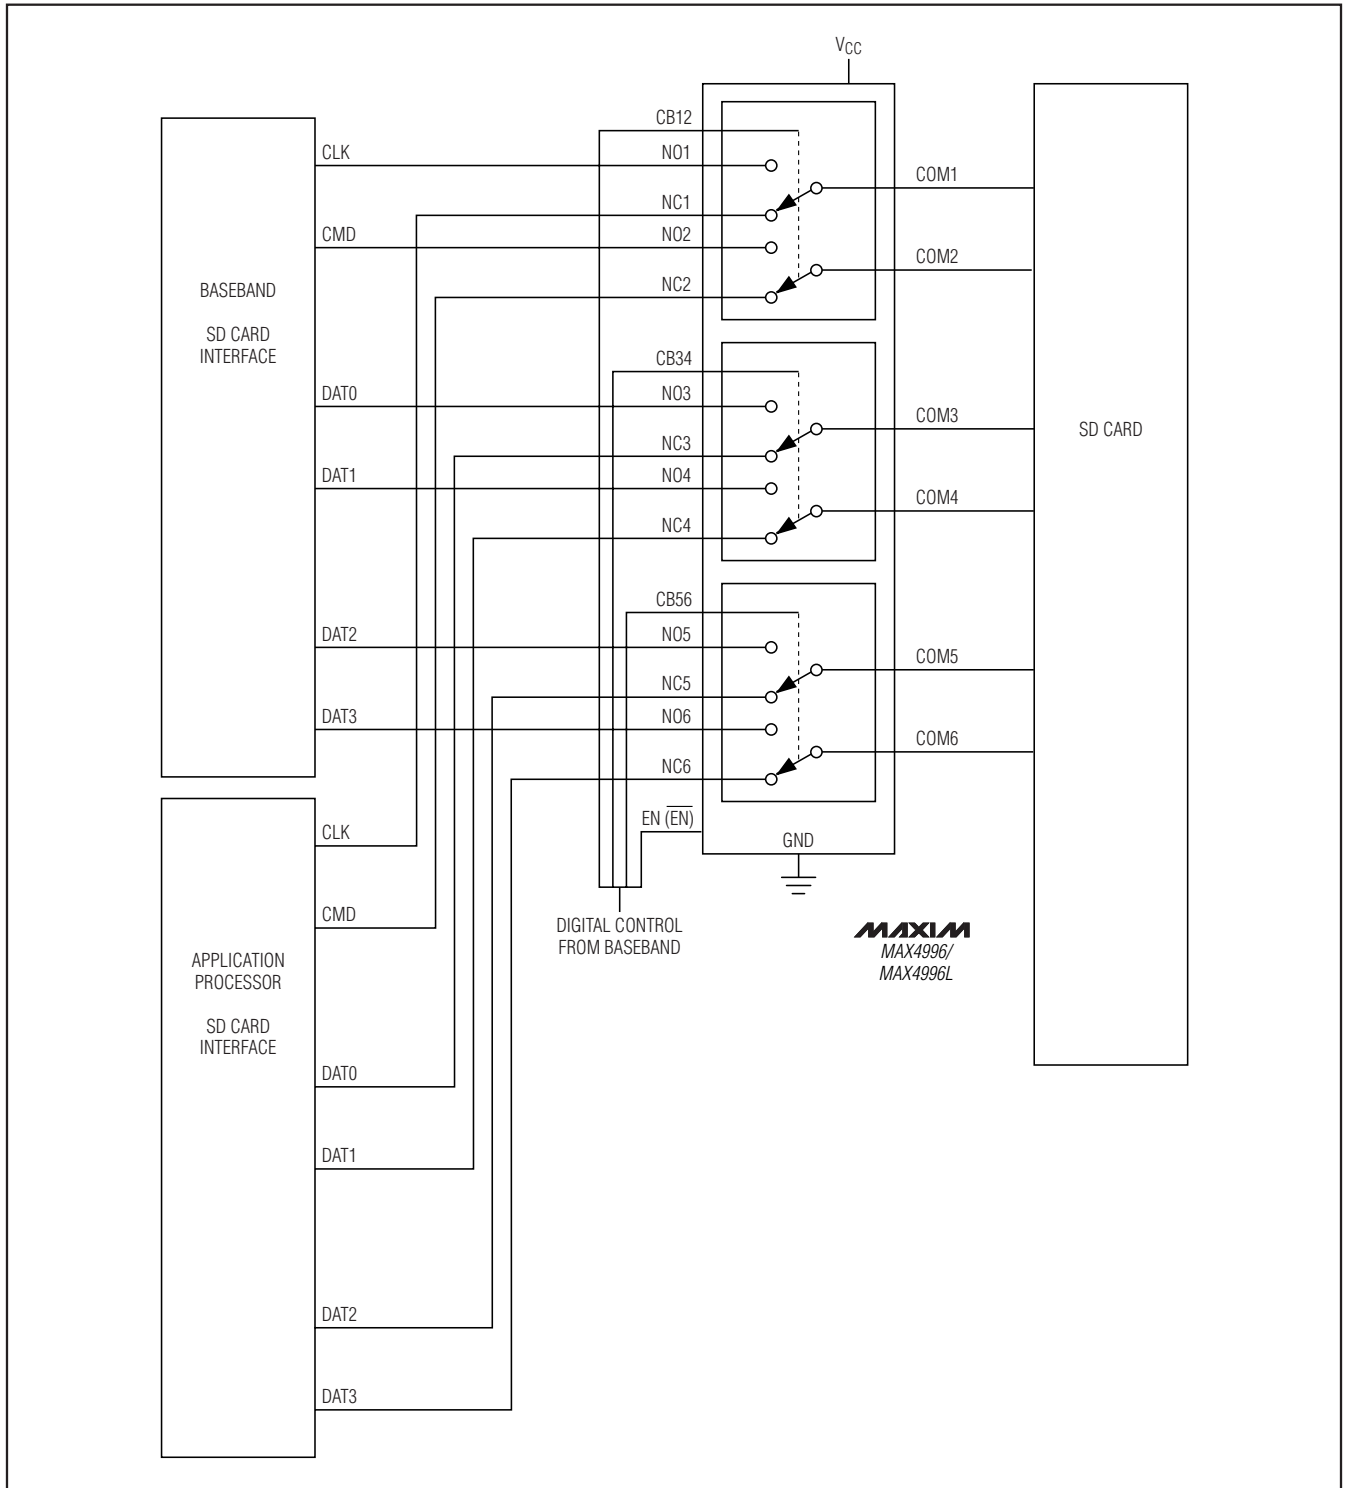 VCC
CB12
CLK
NO1
COM1
NC1
CMD
NO2
COM2
NC2
BASEBAND
SD CARD
INTERFACE
CB34
DAT0
NO3
COM3
SD CARD
NC3
DAT1
NO4
COM4
NC4
CB56
DAT2
NO5
COM5
NC5
DAT3
NO6
COM6
NC6
EN (EN)
GND
CLK
CMD
DIGITAL CONTROL
FROM BASEBAND
MAXIM
MAX4996/
MAX4996L
APPLICATION
PROCESSOR
SD CARD
INTERFACE
DAT0
DAT1
DAT2
DAT3